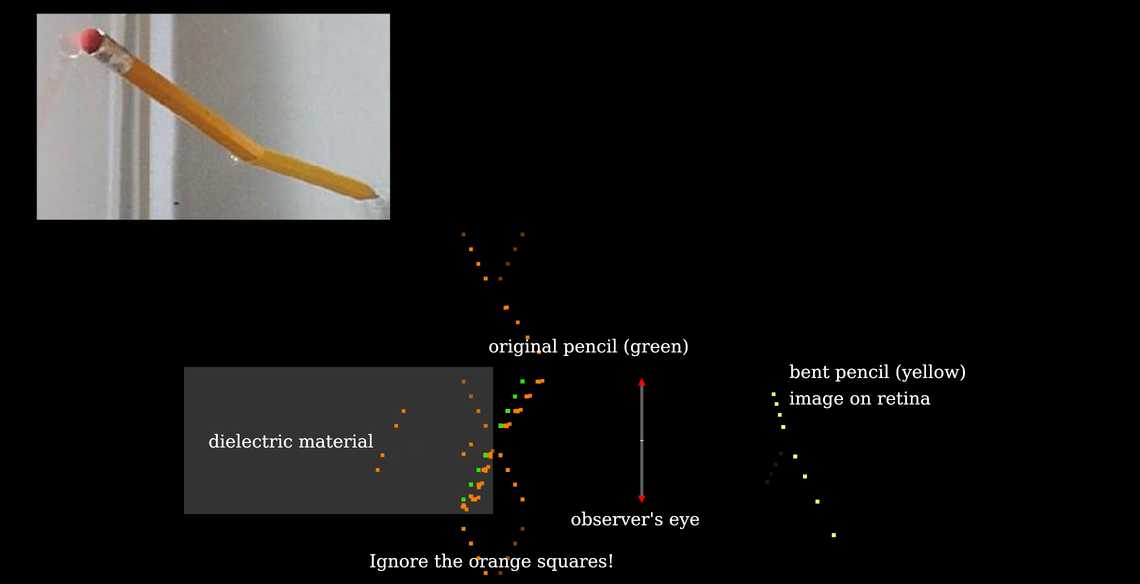 original pencil (green)
bent pencil (yellow)
image on retina
dielectric material
observer's eye
Ignore the orange squares!